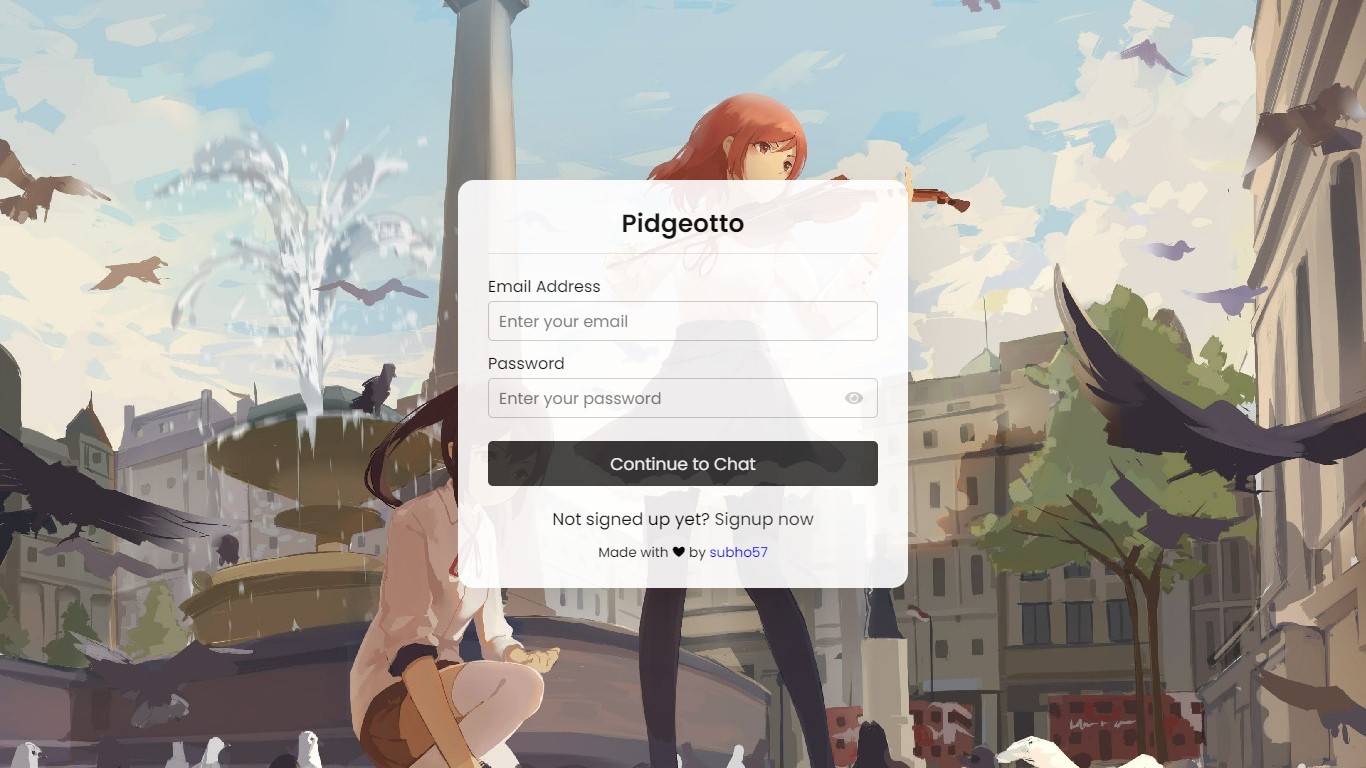 Pidgeotto
Email Address
Enter your email
Password
Enter your password
Continue to Chat
Not signed up yet? Signup now
Made with ♥ by subho57